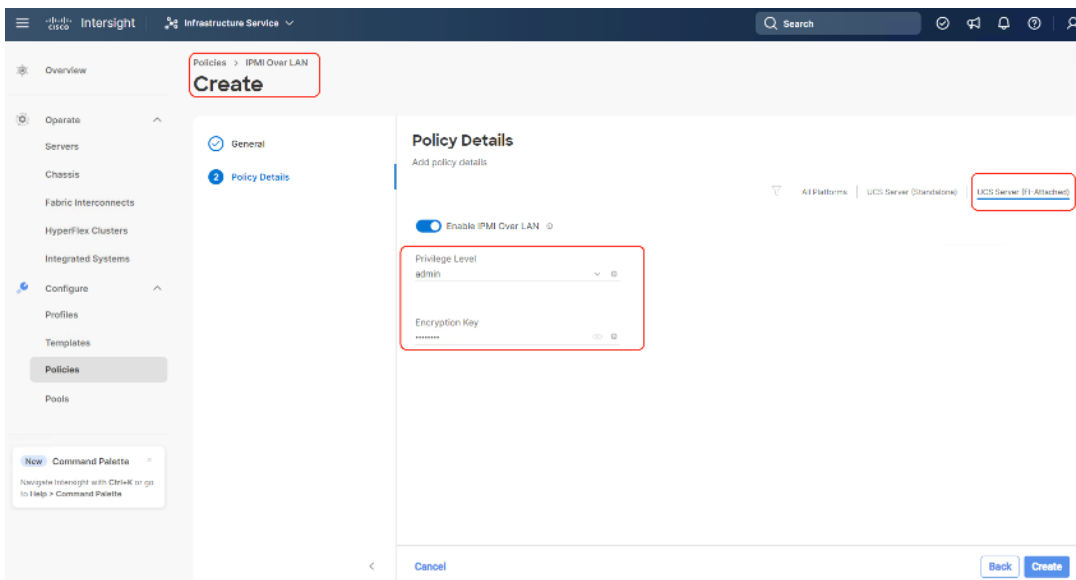 cisco Intersight
Infrastructure Service
Search
Overview
Operate
Servers
Chassis
Fabric Interconnects
HyperFlex Clusters
Integrated Systems
Configure
Profiles
Templates
Policies
Pools
New Command Palette
Navigate Intersight with Ctrl+K or go
to Help > Command Palette
Policies > IPMI Over LAN
Create
General
2 Policy Details
Policy Details
Add policy details
All Platforms | UCS Server (Standalone) | UCS Server (FI-Attached)
Enable IPMI Over LAN
Privilege Level
admin
Encryption Key
••••••••
Cancel
Back
Create